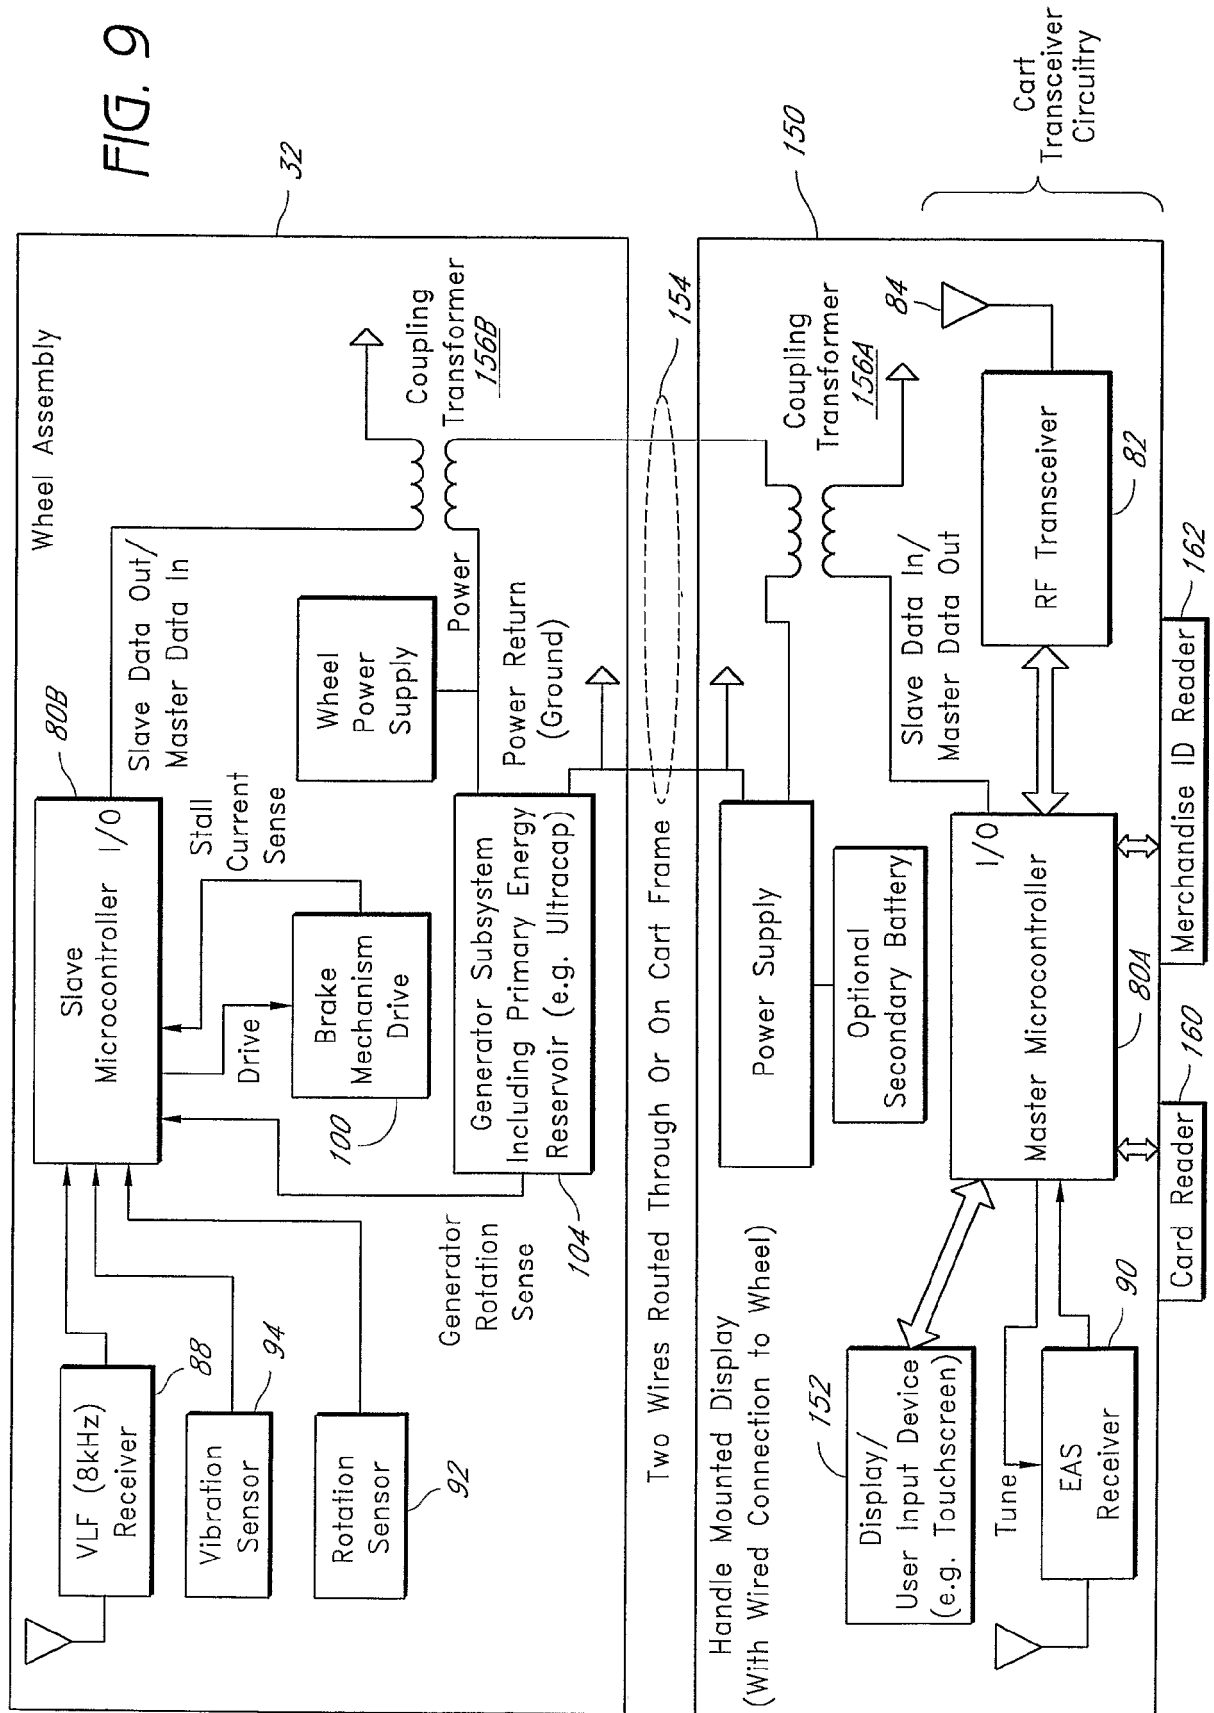 FIG. 9
Wheel Assembly
32
VLF (8kHz)
Receiver
88
Vibration
Sensor
94
Rotation
Sensor
92
Slave
Microcontroller
I/O
80B
Slave Data Out/
Master Data In
Stall
Current
Sense
Drive
Brake
Mechanism
Drive
100
Wheel
Power
Supply
Power
Coupling
Transformer
156B
Generator
Rotation
Sense
Generator Subsystem
Including Primary Energy
Reservoir (e.g. Ultracap)
104
Power Return
(Ground)
Two Wires Routed Through Or On Cart Frame
154
Handle Mounted Display
(With Wired Connection to Wheel)
150
Power Supply
Optional
Secondary Battery
Coupling
Transformer
156A
Slave Data In/
Master Data Out
84
Display/
User Input Device
(e.g. Touchscreen)
152
I/O
Master Microcontroller
80A
RF Transceiver
82
Tune
EAS
Receiver
90
Card Reader
160
Merchandise ID Reader
162
Cart
Transceiver
Circuitry